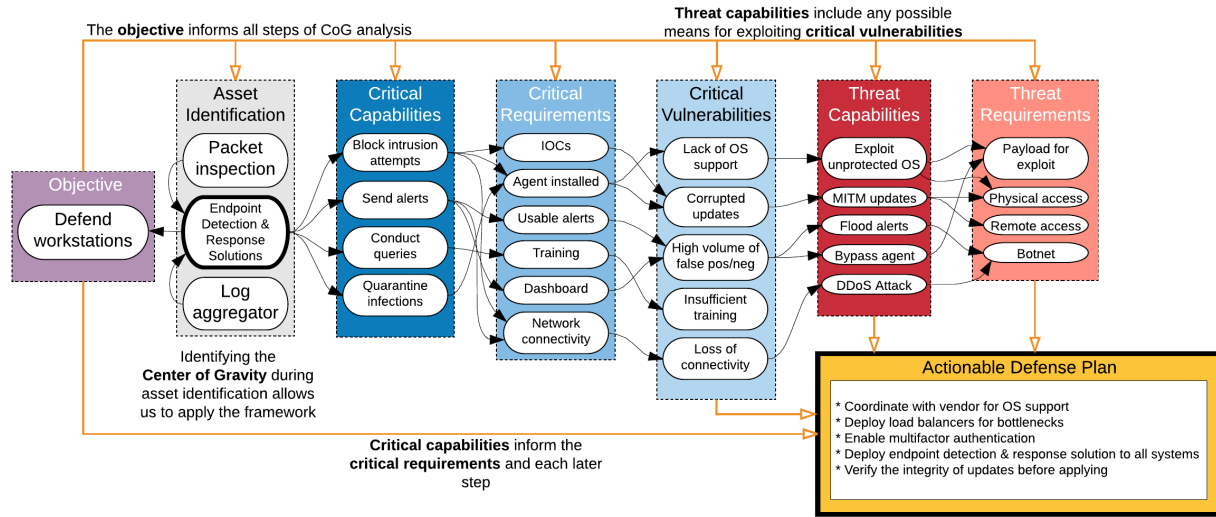 The objective informs all steps of CoG analysis
Threat capabilities include any possible
means for exploiting critical vulnerabilities
Objective
Defend
workstations
Asset
Identification
Packet
inspection
Endpoint
Detection &
Response
Solutions
Log
aggregator
Identifying the
Center of Gravity during
asset identification allows
us to apply the framework
Critical
Capabilities
Block intrusion
attempts
Send alerts
Conduct
queries
Quarantine
infections
Critical
Requirements
IOCs
Agent installed
Usable alerts
Training
Dashboard
Network
connectivity
Critical
Vulnerabilities
Lack of OS
support
Corrupted
updates
High volume of
false pos/neg
Insufficient
training
Loss of
connectivity
Threat
Capabilities
Exploit
unprotected OS
MITM updates
Flood alerts
Bypass agent
DDoS Attack
Threat
Requirements
Payload for
exploit
Physical access
Remote access
Botnet
Critical capabilities inform the
critical requirements and each later
step
Actionable Defense Plan
* Coordinate with vendor for OS support
* Deploy load balancers for bottlenecks
* Enable multifactor authentication
* Deploy endpoint detection & response solution to all systems
* Verify the integrity of updates before applying